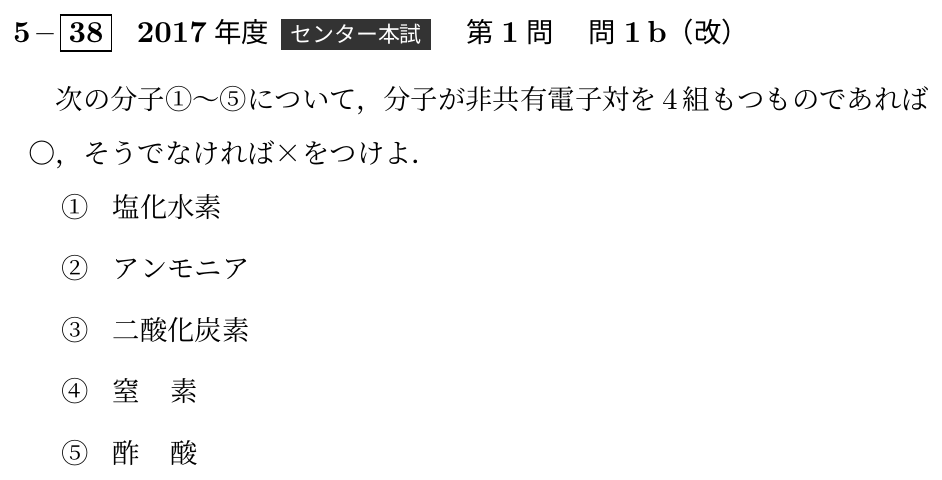 5-38 2017年度 センター本試 第1問 問1b（改）
次の分子①～⑤について，分子が非共有電子対を4組もつものであれば
○，そうでなければ×をつけよ．
① 塩化水素
② アンモニア
③ 二酸化炭素
④ 窒 素
⑤ 酢 酸